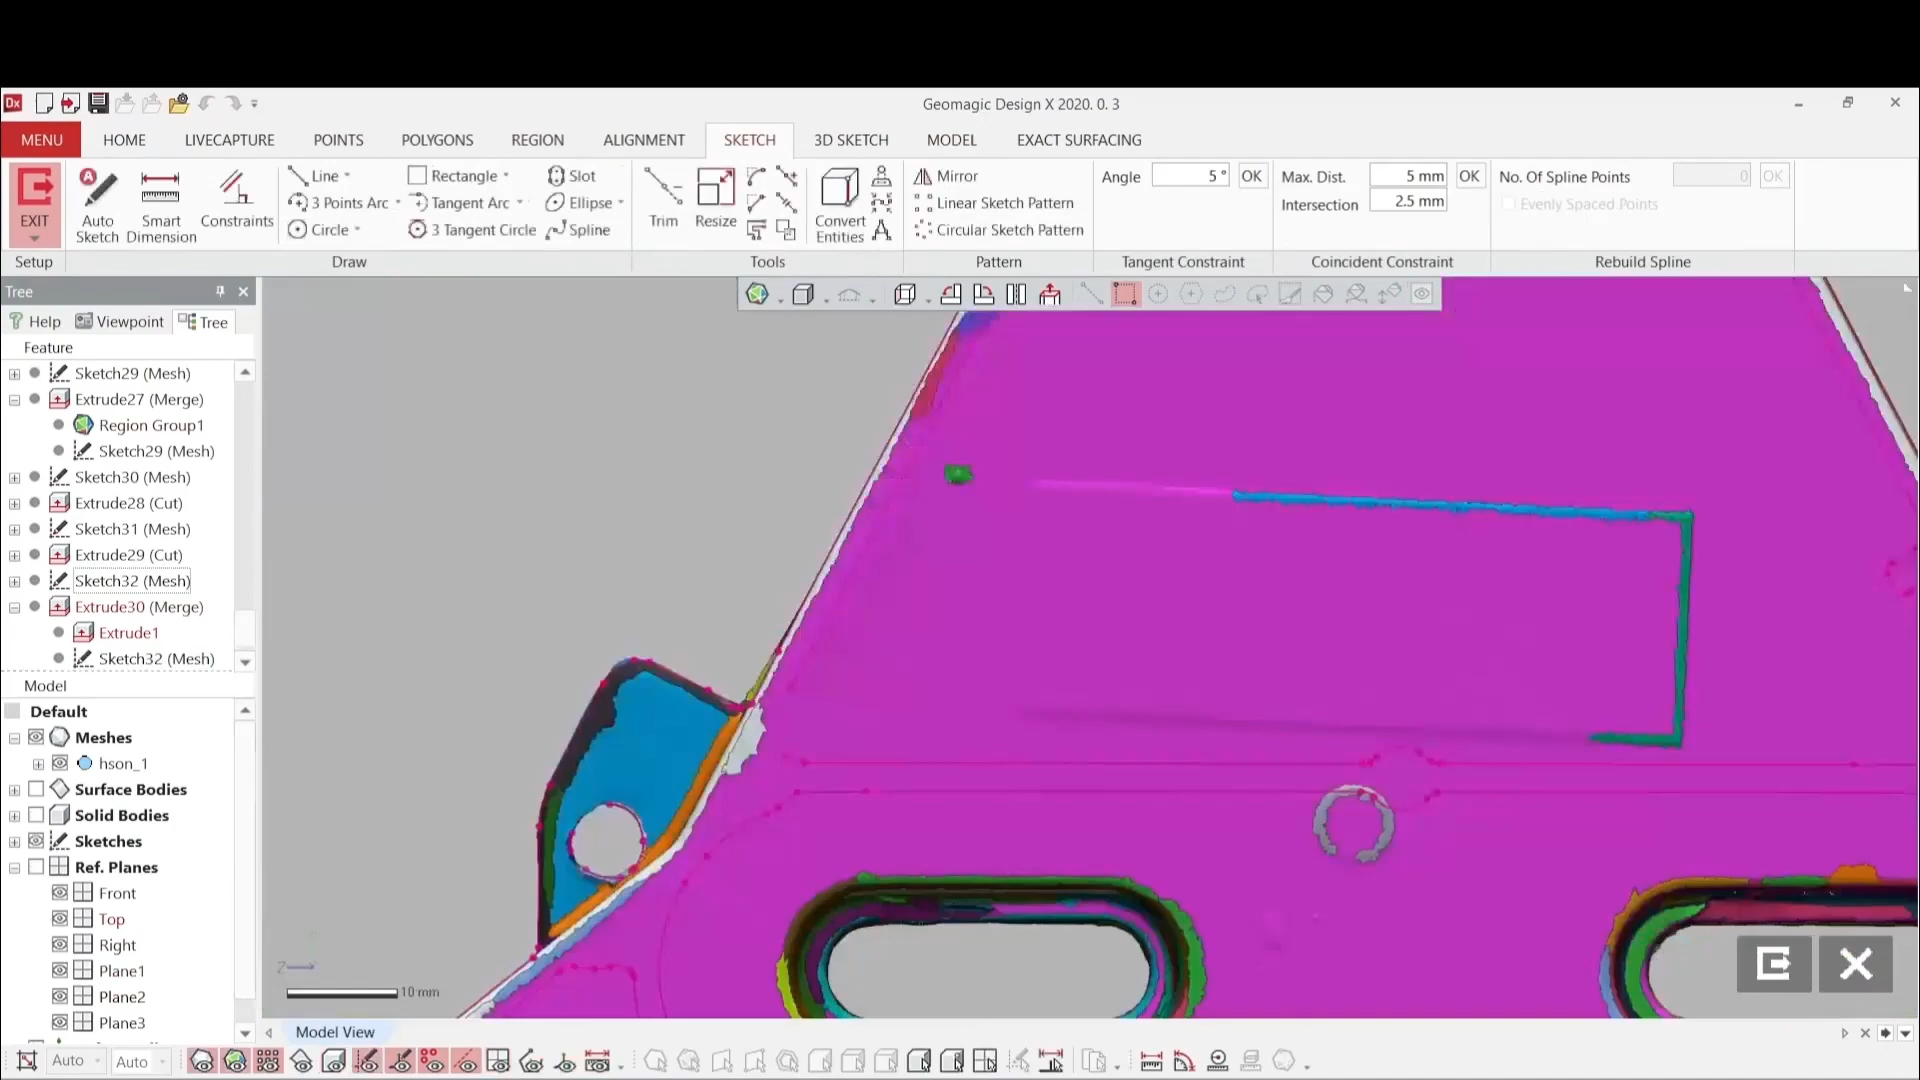 Dx
Geomagic Design X 2020. 0. 3
MENU HOME LIVECAPTURE POINTS POLYGONS REGION ALIGNMENT SKETCH 3D SKETCH MODEL EXACT SURFACING
EXIT
Auto Sketch
Smart Dimension
Constraints
Line Rectangle Slot
3 Points Arc Tangent Arc Ellipse
Circle 3 Tangent Circle Spline
Trim
Resize
Convert Entities
Mirror
Linear Sketch Pattern
Circular Sketch Pattern
Angle 5 ° OK
Max. Dist. 5 mm OK
Intersection 2.5 mm
No. Of Spline Points 0 OK
Evenly Spaced Points
Setup Draw Tools Pattern Tangent Constraint Coincident Constraint Rebuild Spline
Tree
Help Viewpoint Tree
Feature
Sketch29 (Mesh)
Extrude27 (Merge)
Region Group1
Sketch29 (Mesh)
Sketch30 (Mesh)
Extrude28 (Cut)
Sketch31 (Mesh)
Extrude29 (Cut)
Sketch32 (Mesh)
Extrude30 (Merge)
Extrude1
Sketch32 (Mesh)
Model
Default
Meshes
hson_1
Surface Bodies
Solid Bodies
Sketches
Ref. Planes
Front
Top
Right
Plane1
Plane2
Plane3
Z
10 mm
Model View
Auto Auto